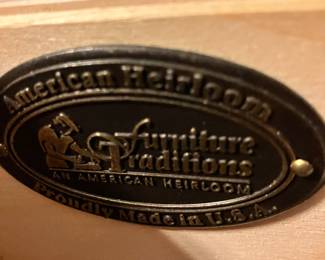 American Heirloom
Furniture
Traditions
AN AMERICAN HEIRLOOM
Proudly Made in U.S.A.